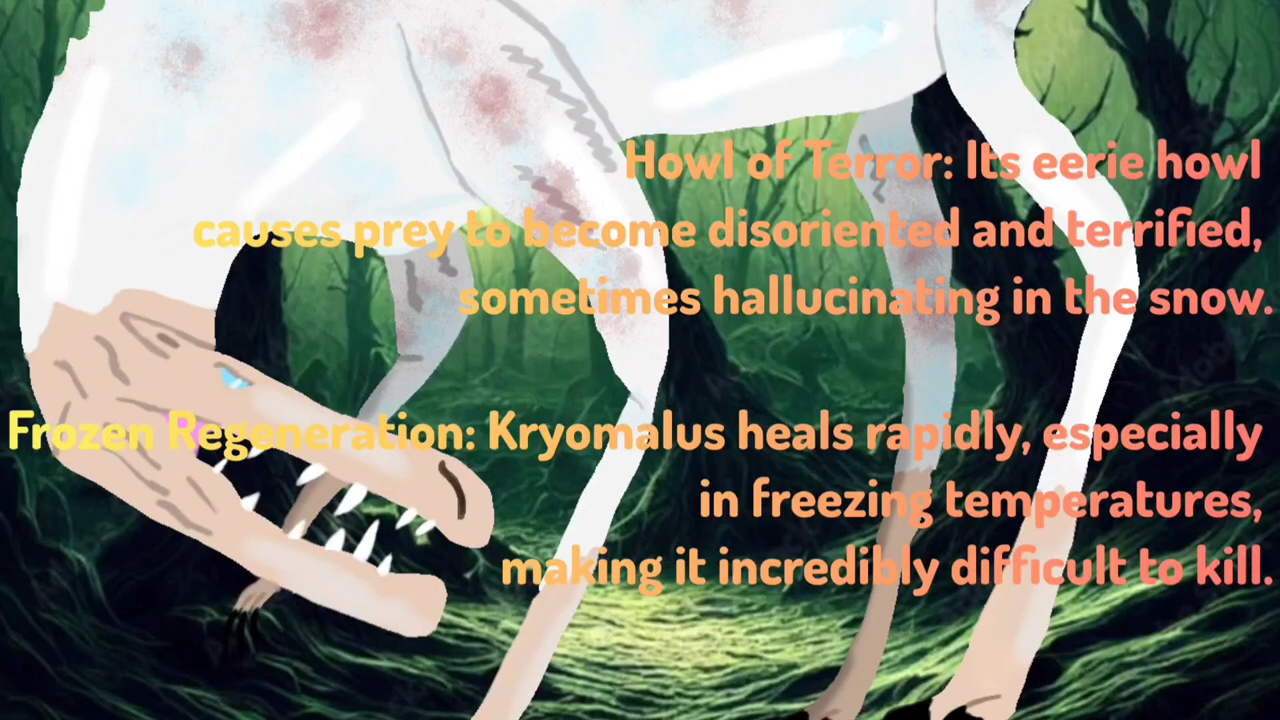 Howl of Terror: Its eerie howl
causes prey to become disoriented and terrified,
sometimes hallucinating in the snow.
Frozen Regeneration: Kryomalus heals rapidly, especially
in freezing temperatures,
making it incredibly difficult to kill.